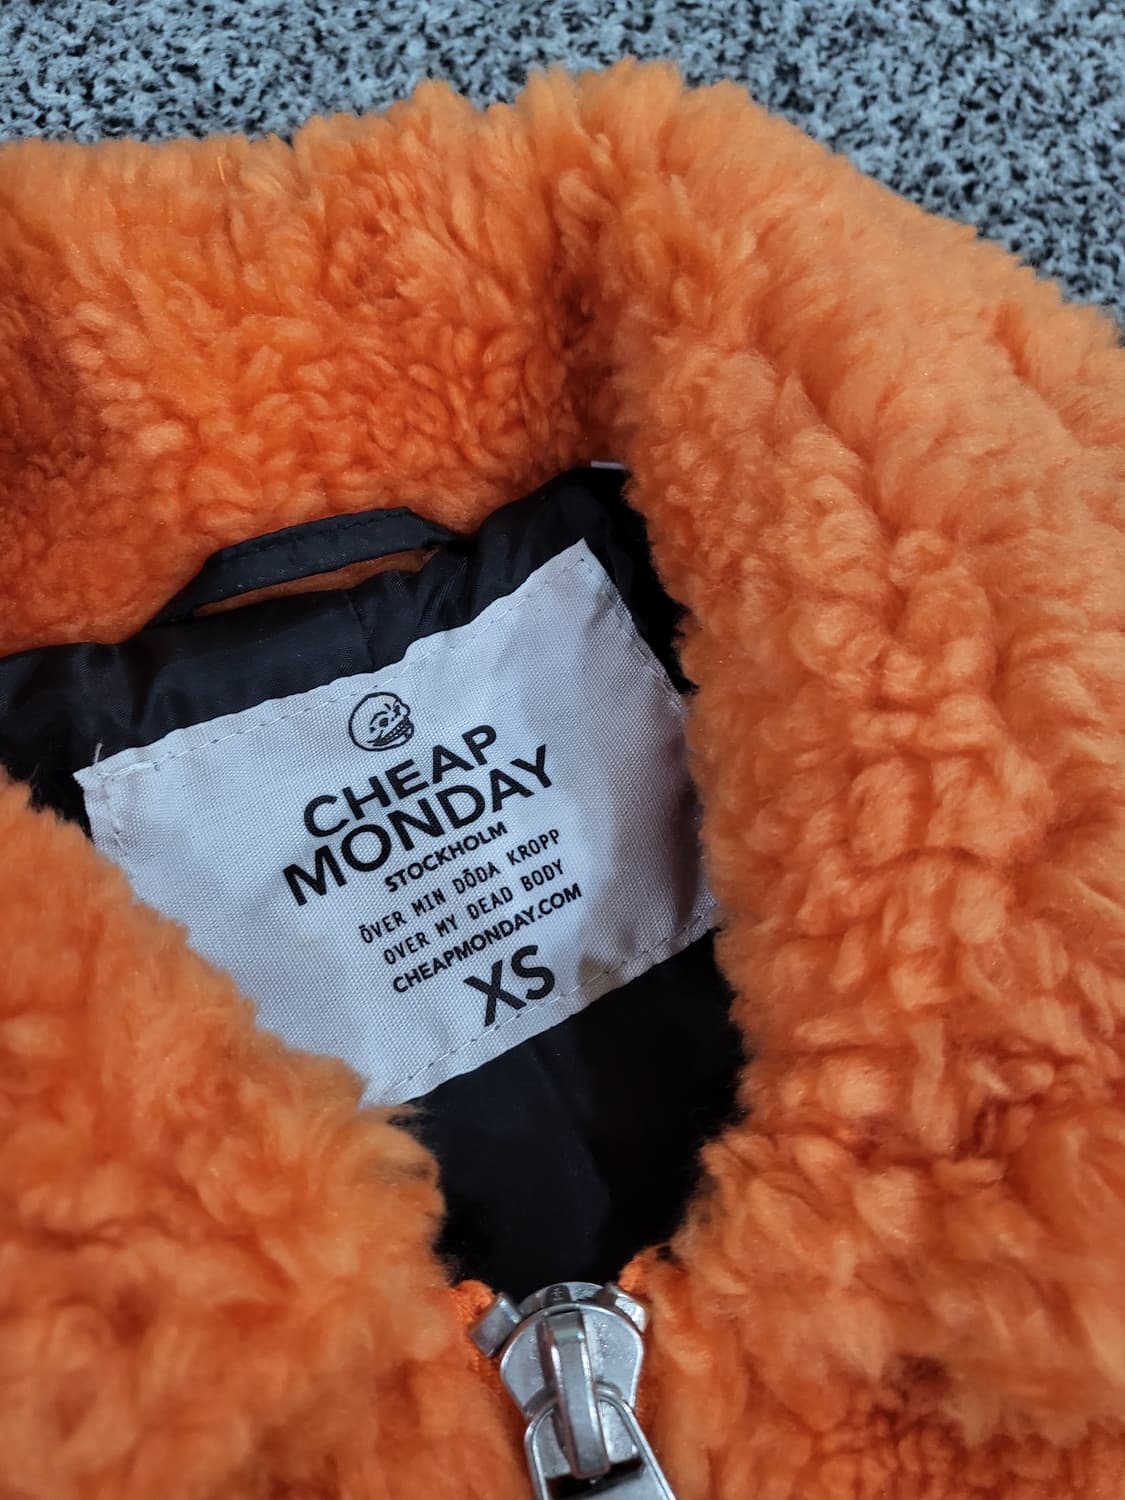 CHEAP
MONDAY
STOCKHOLM
ÖVER MIN DÖDA KROPP
OVER MY DEAD BODY
CHEAPMONDAY.COM
XS